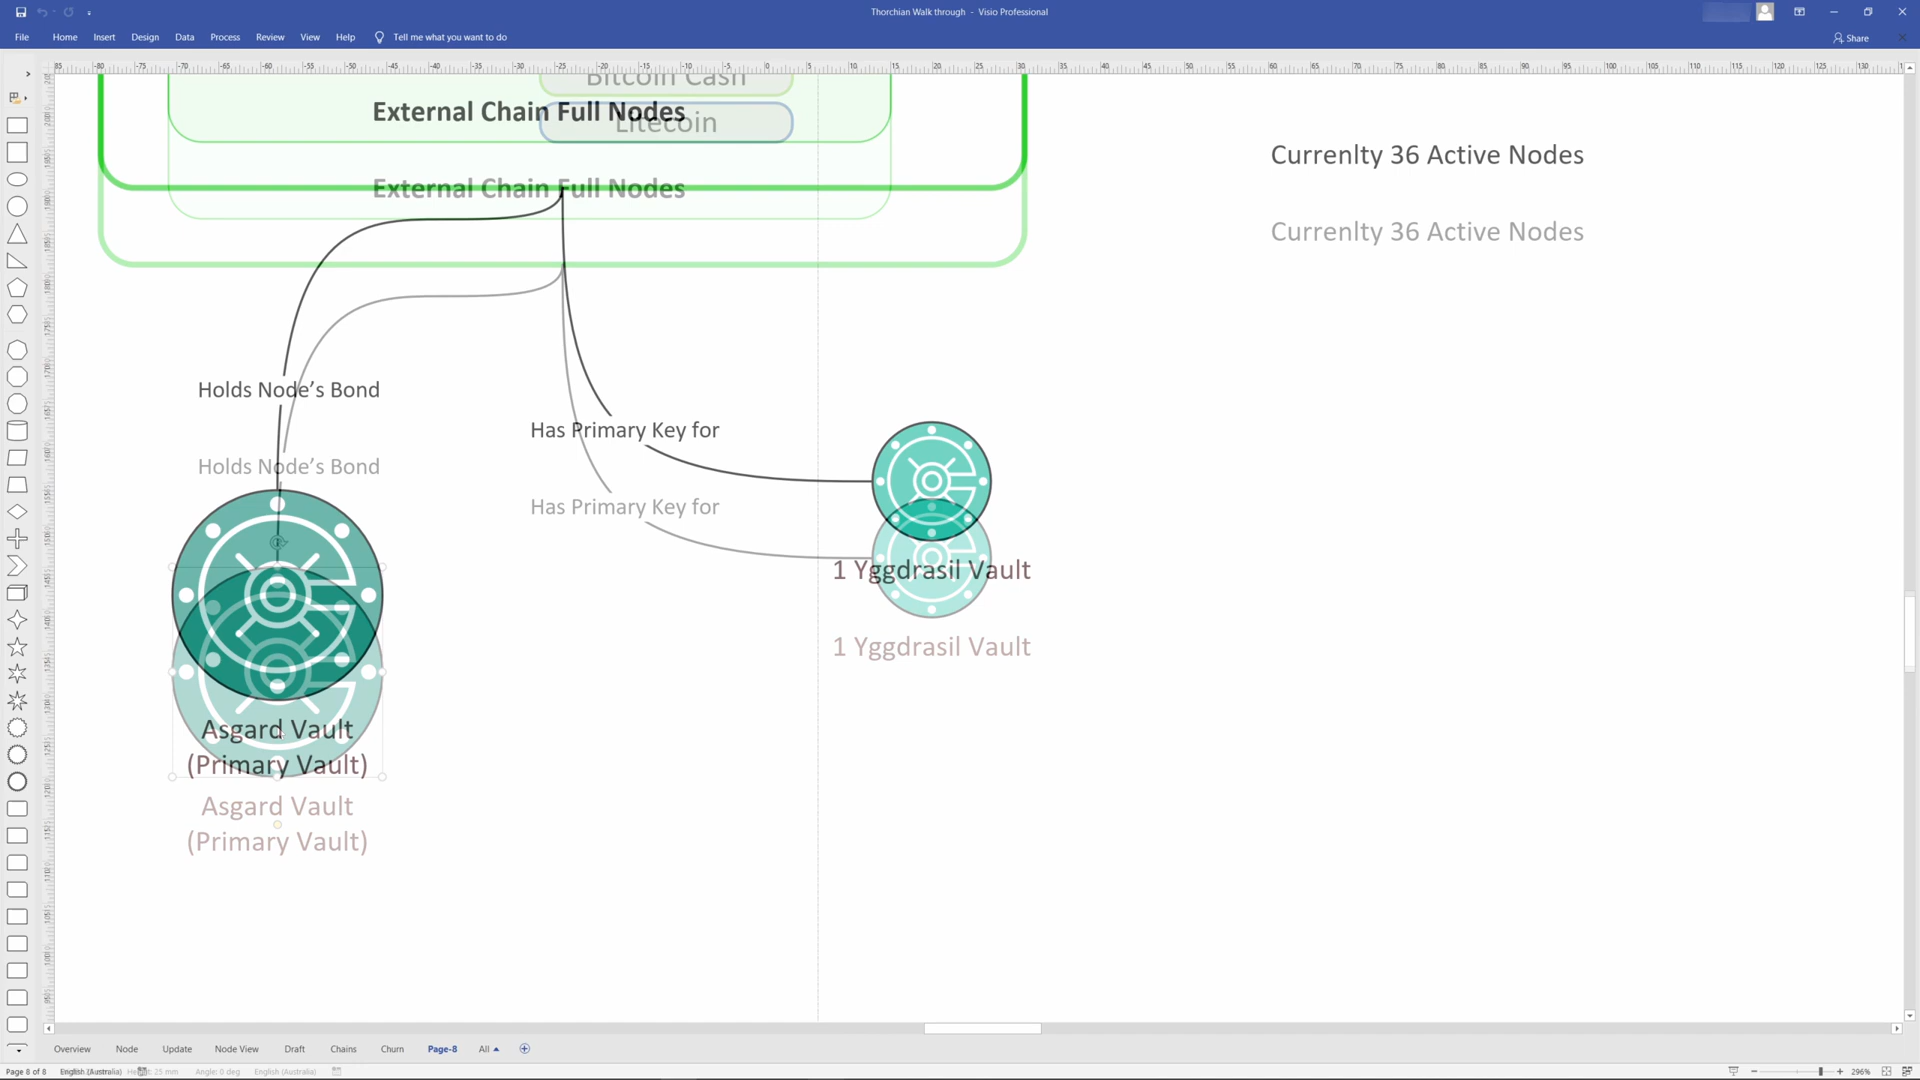 Thorchian Walk through - Visio Professional
File Home Insert Design Data Process Review View Help Tell me what you want to do
Share
Bitcoin Cash
External Chain Full Nodes
Litecoin
Currenlty 36 Active Nodes
External Chain Full Nodes
Currenlty 36 Active Nodes
Holds Node’s Bond
Has Primary Key for
Holds Node’s Bond
Has Primary Key for
1 Yggdrasil Vault
1 Yggdrasil Vault
Asgard Vault
(Primary Vault)
Asgard Vault
(Primary Vault)
Overview Node Update Node View Draft Chains Churn Page-8 All
Page 8 of 8 English (Australia) Height: 25 mm Angle: 0 deg English (Australia) 296%